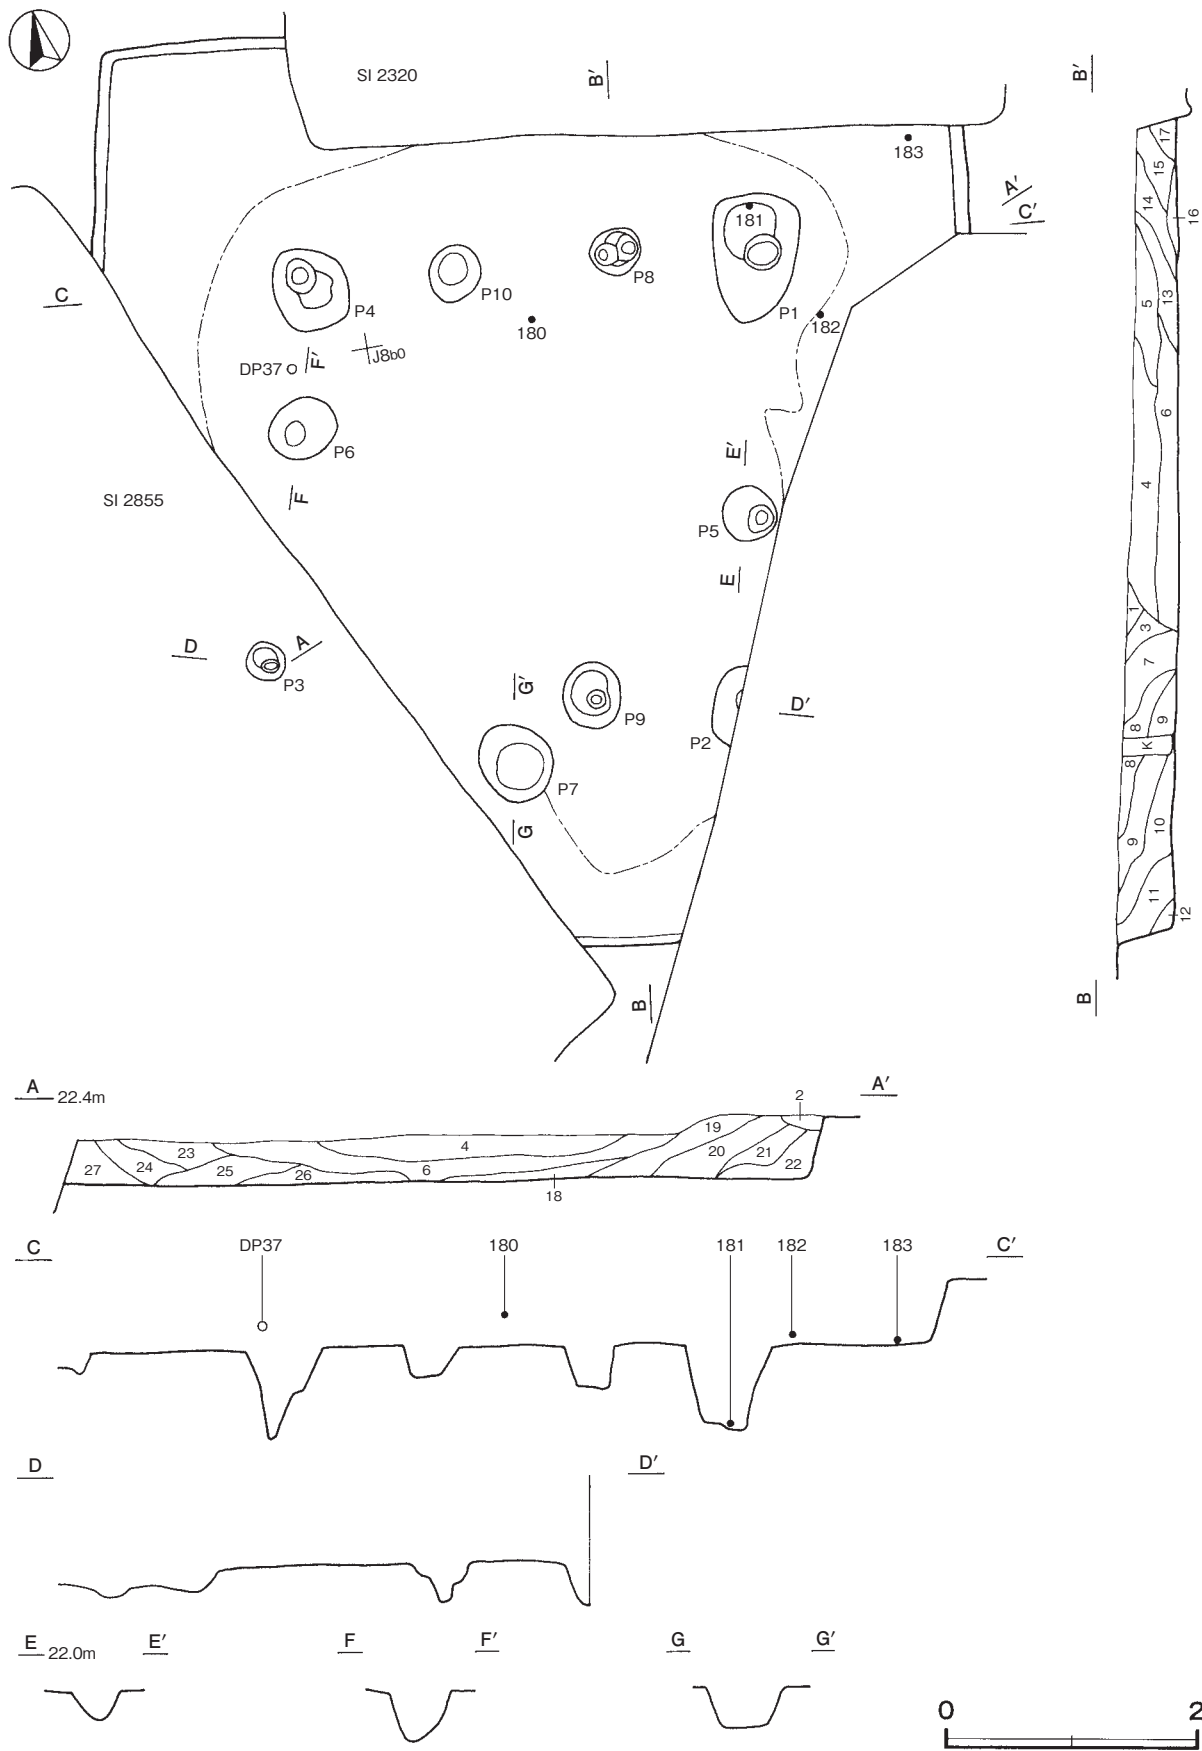 SI 2320
B′
B′
183
A′
C′
181
P8
P10
P4
P1
C
180
182
DP37
F′
J8b0
P6
E′
F
SI 2855
P5
E
D
A
P3
G′
P9
D′
P2
P7
G
B
B
17
15
14
16
5
13
6
4
1
3
7
8
9
K
8
10
9
11
12
A 22.4m
A′
2
19
4
23
20
21
27
24
25
26
6
22
18
C
DP37
180
181
182
183
C′
D
D′
E 22.0m
E′
F
F′
G
G′
0
2